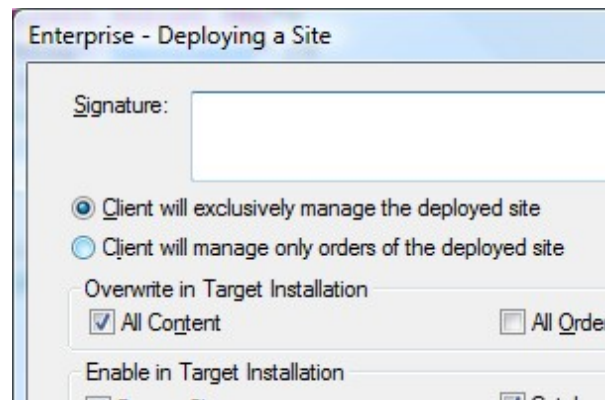 Enterprise - Deploying a Site
Signature:
Client will exclusively manage the deployed site
Client will manage only orders of the deployed site
Overwrite in Target Installation
All Content All Orde
Enable in Target Installation